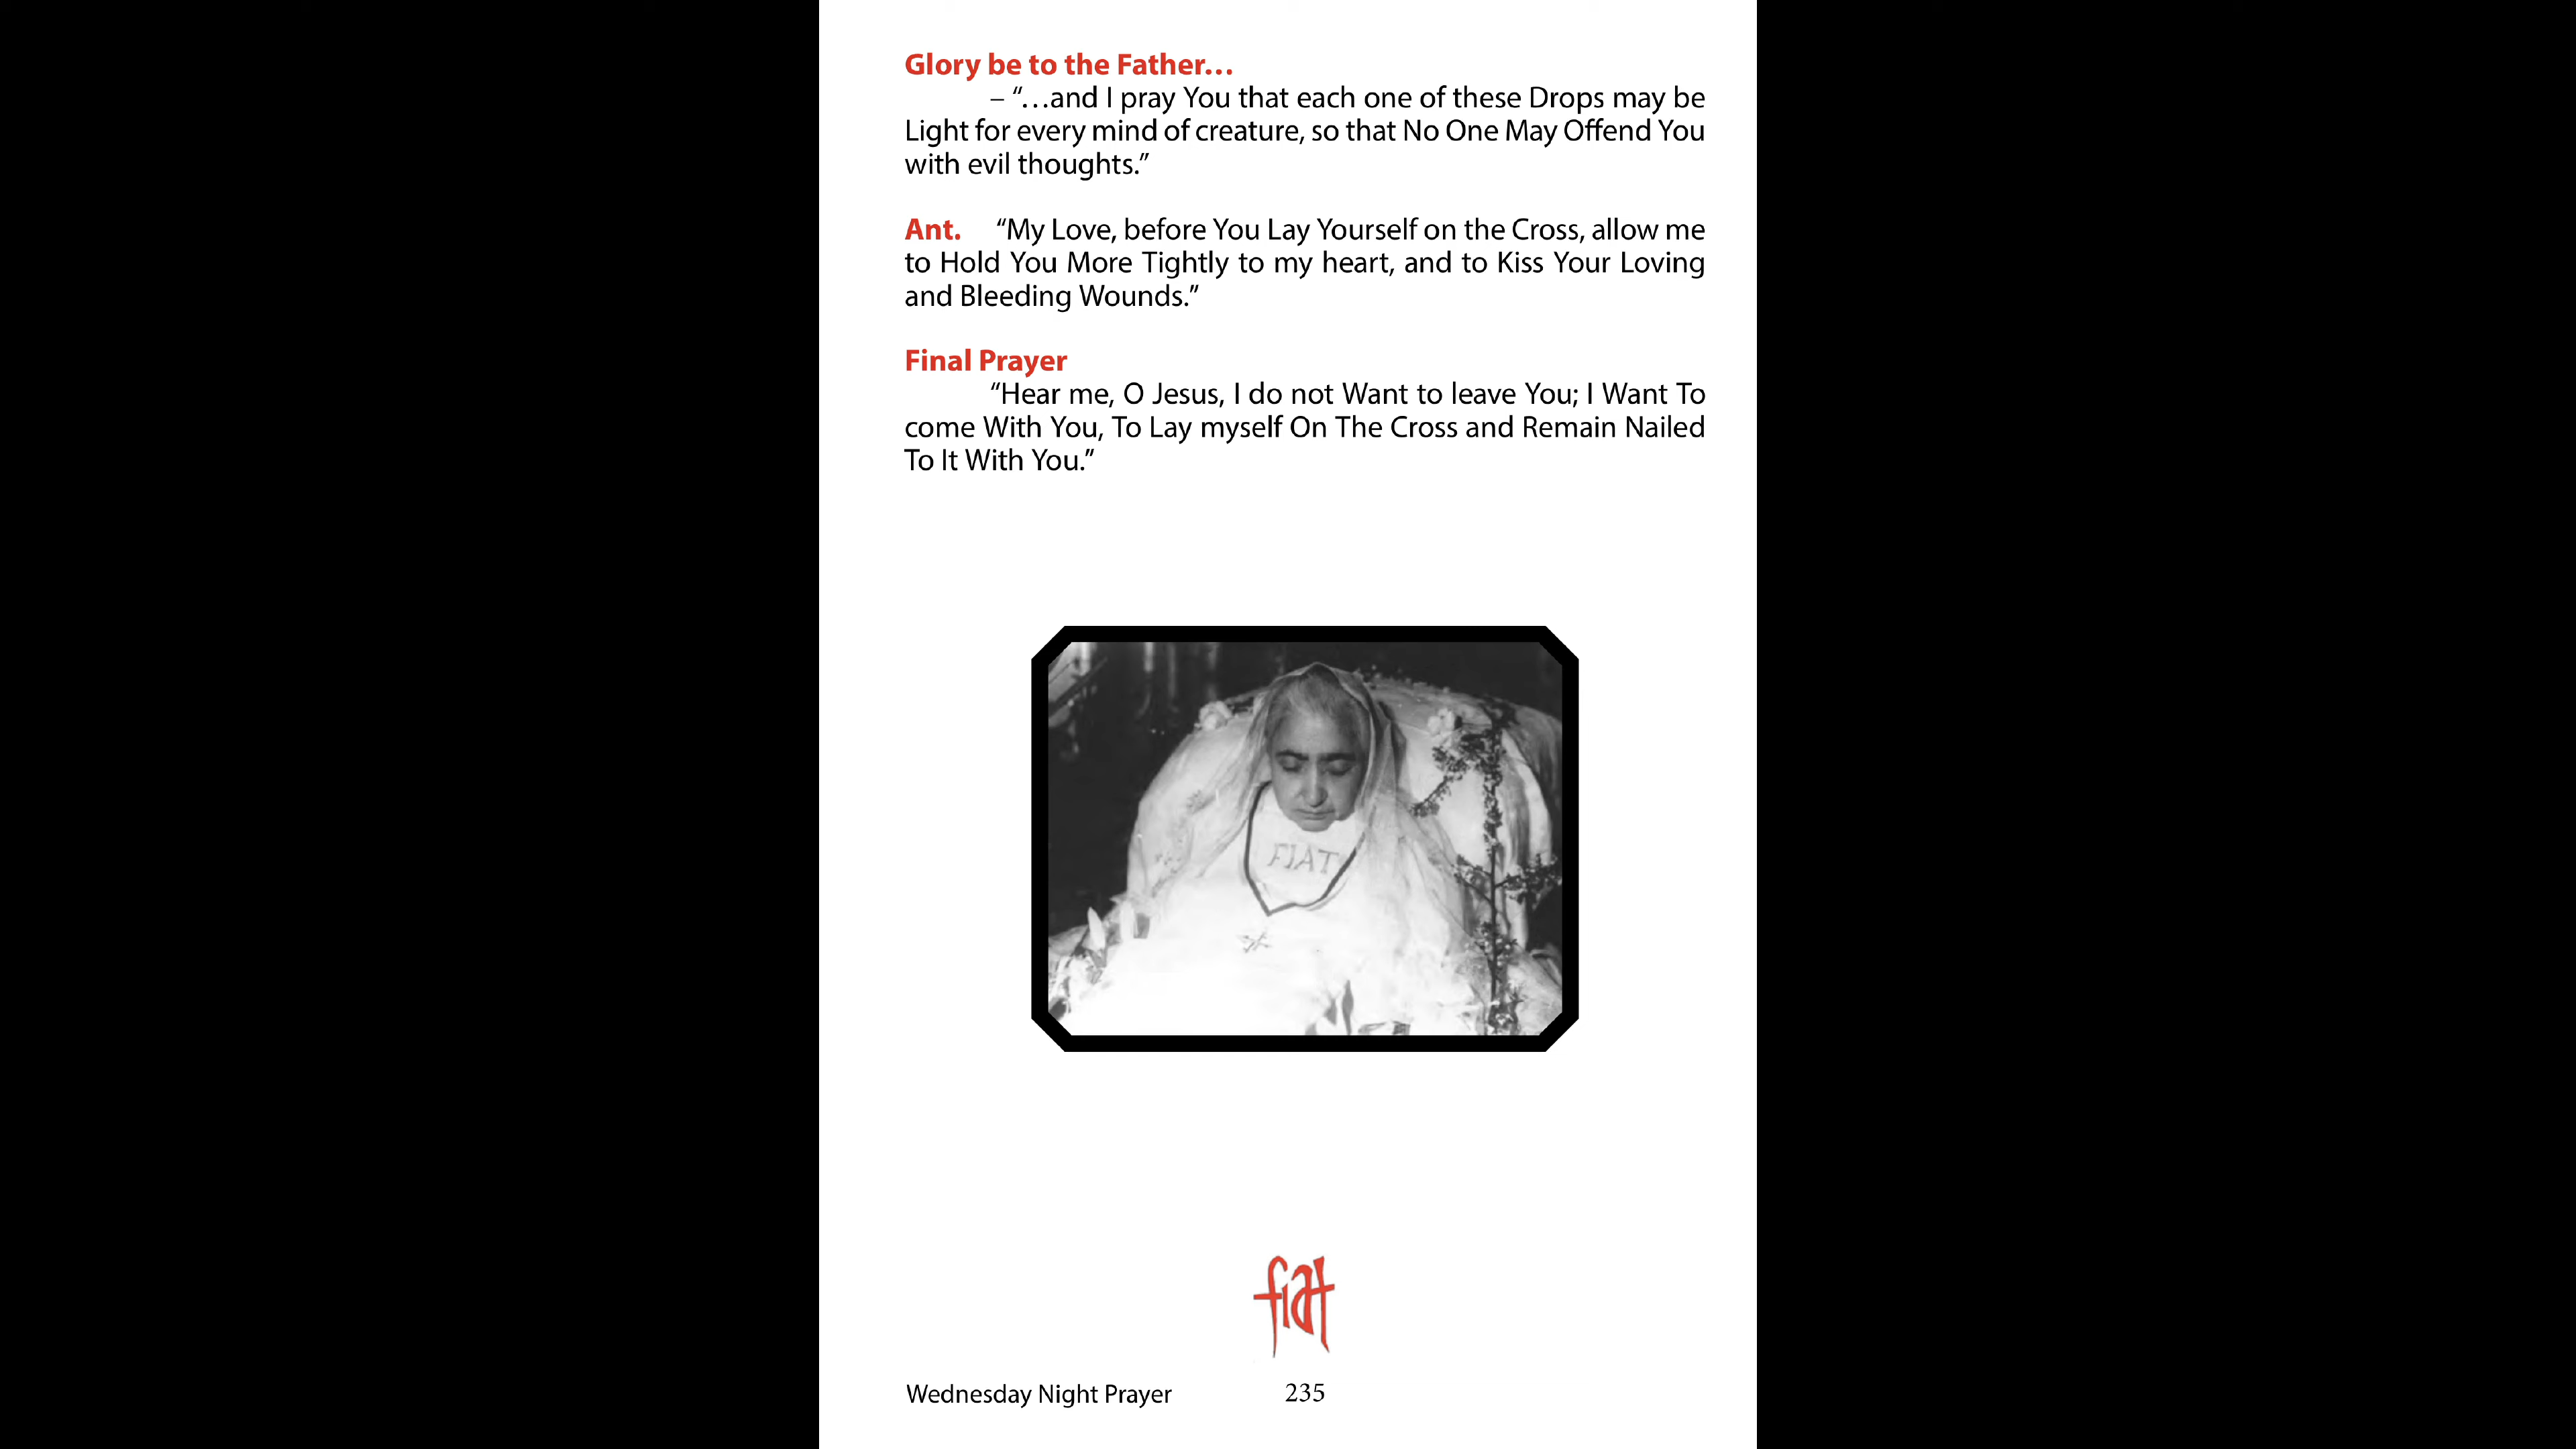 Glory be to the Father…
– “…and I pray You that each one of these Drops may be
Light for every mind of creature, so that No One May Offend You
with evil thoughts.”
Ant. “My Love, before You Lay Yourself on the Cross, allow me
to Hold You More Tightly to my heart, and to Kiss Your Loving
and Bleeding Wounds.”
Final Prayer
“Hear me, O Jesus, I do not Want to leave You; I Want To
come With You, To Lay myself On The Cross and Remain Nailed
To It With You.”
FIAT
fiat
Wednesday Night Prayer 235